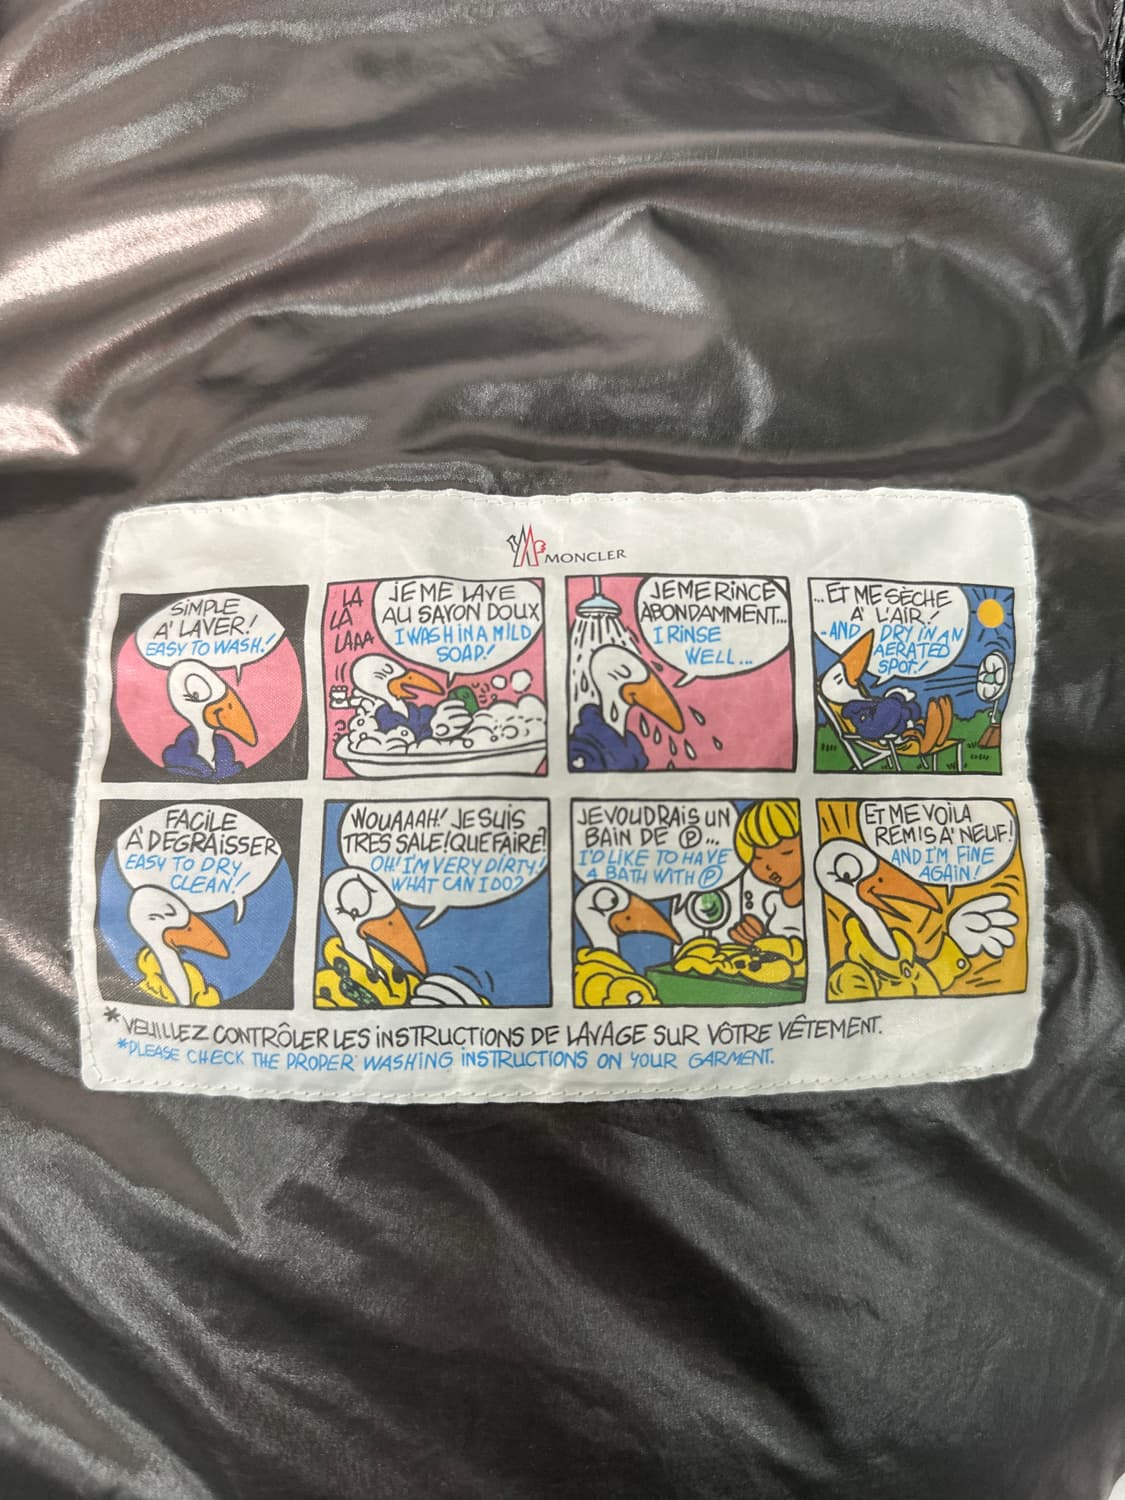 MONCLER
SIMPLE
A' LAVER!
EASY TO WASH!
LA
LA
LAAA
JE ME LAVE
AU SAVON DOUX
I WASH IN A MILD
SOAP!
JE ME RINCE
ABONDAMMENT...
I RINSE
WELL...
...ET ME SÈCHE
A' L'AIR!
-AND DRY IN AN
AERATED
SPOT!
FACILE
A' DEGRAISSER
EASY TO DRY
CLEAN!
WOUAAAH! JE SUIS
TRES SALE! QUE FAIRE?
OH! I'M VERY DIRTY!
WHAT CAN I DO?
JE VOUDRAIS UN
BAIN DE Ⓟ...
I'D LIKE TO HAVE
A BATH WITH Ⓟ
ET ME VOILA
REMIS A' NEUF!
AND I'M FINE
AGAIN!
*VEUILLEZ CONTRÔLER LES INSTRUCTIONS DE LAVAGE SUR VÔTRE VÊTEMENT.
*PLEASE CHECK THE PROPER WASHING INSTRUCTIONS ON YOUR GARMENT.